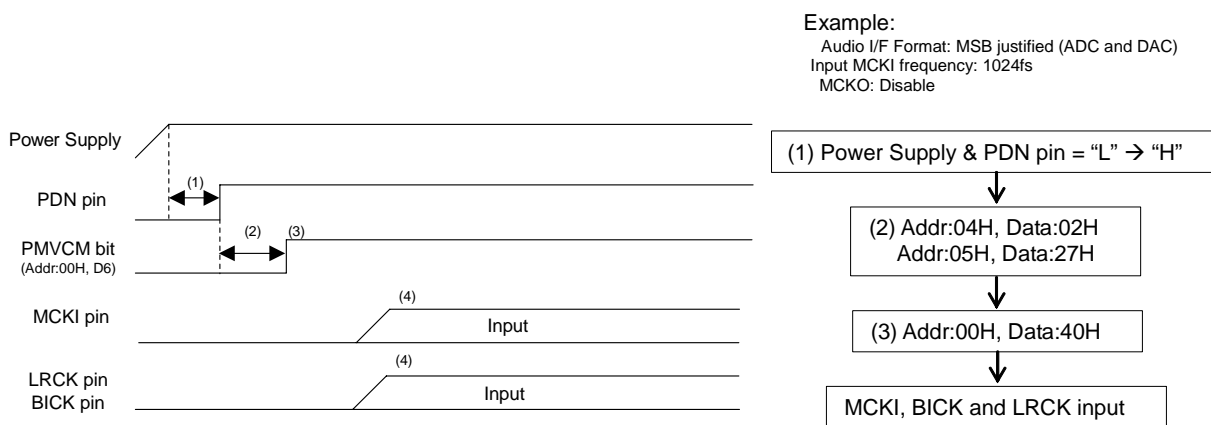 Example:
Audio I/F Format: MSB justified (ADC and DAC)
Input MCKI frequency: 1024fs
MCKO: Disable
Power Supply
(1)
PDN pin
(2)
(3)
PMVCM bit
(Addr:00H, D6)
(4)
MCKI pin
Input
(4)
LRCK pin
BICK pin
Input
(1) Power Supply & PDN pin = “L” → “H”
(2) Addr:04H, Data:02H
Addr:05H, Data:27H
(3) Addr:00H, Data:40H
MCKI, BICK and LRCK input